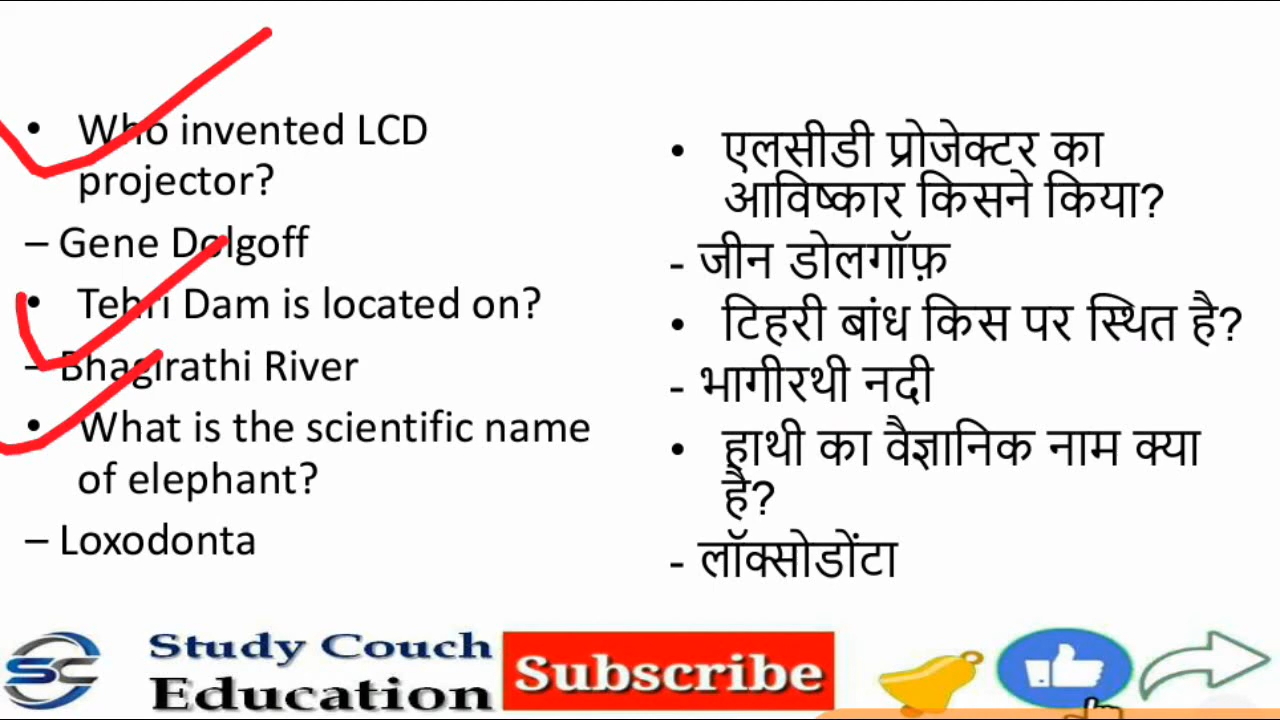 • Who invented LCD
projector?
– Gene Dolgoff
• Tehri Dam is located on?
– Bhagirathi River
• What is the scientific name
of elephant?
– Loxodonta
• एलसीडी प्रोजेक्टर का
आविष्कार किसने किया?
- जीन डोलगॉफ़
• टिहरी बांध किस पर स्थित है?
- भागीरथी नदी
• हाथी का वैज्ञानिक नाम क्या
है?
- लॉक्सोडोंटा
SC
Study Couch
Education
Subscribe